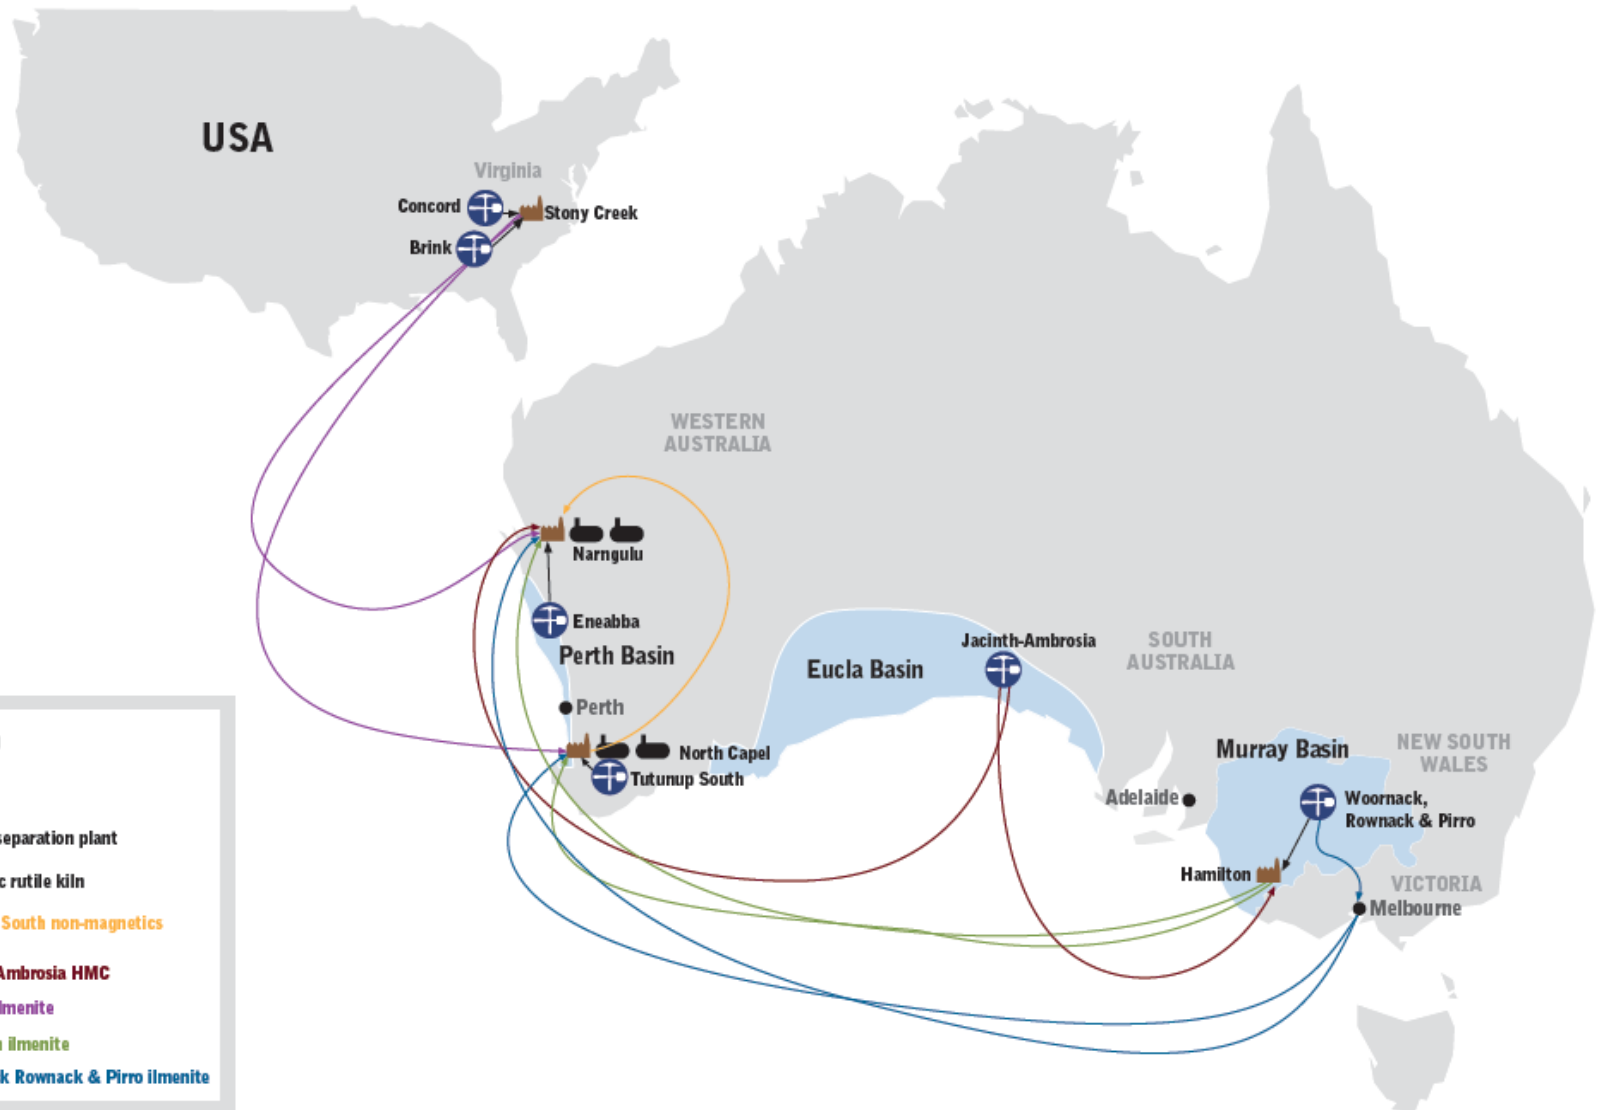 USA
Virginia
Concord
Stony Creek
Brink
WESTERN
AUSTRALIA
Narngulu
Eneabba
Perth Basin
Perth
North Capel
Tutunup South
Eucla Basin
Jacinth-Ambrosia
SOUTH
AUSTRALIA
Adelaide
Murray Basin
NEW SOUTH
WALES
Woornack,
Rownack & Pirro
Hamilton
VICTORIA
Melbourne
separation plant
c rutile kiln
South non-magnetics
Ambrosia HMC
ilmenite
ilmenite
k Rownack & Pirro ilmenite